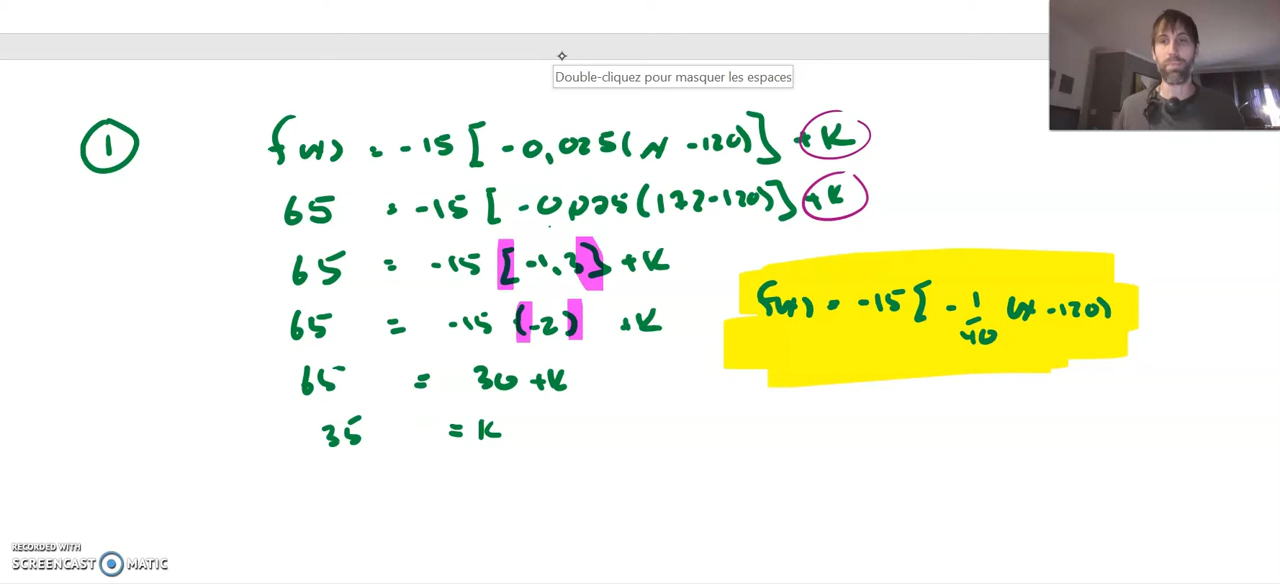 Double-cliquez pour masquer les espaces
1
f(x) = -15 [ -0,025(x -120)] +K
65 = -15 [ -0,025(172-120)] +K
65 = -15 [-1,3] +K
65 = -15 (-2) +K
65 = 30 +K
35 = K
f(x) = -15 [ -1/40 (x -120)
RECORDED WITH
SCREENCAST MATIC